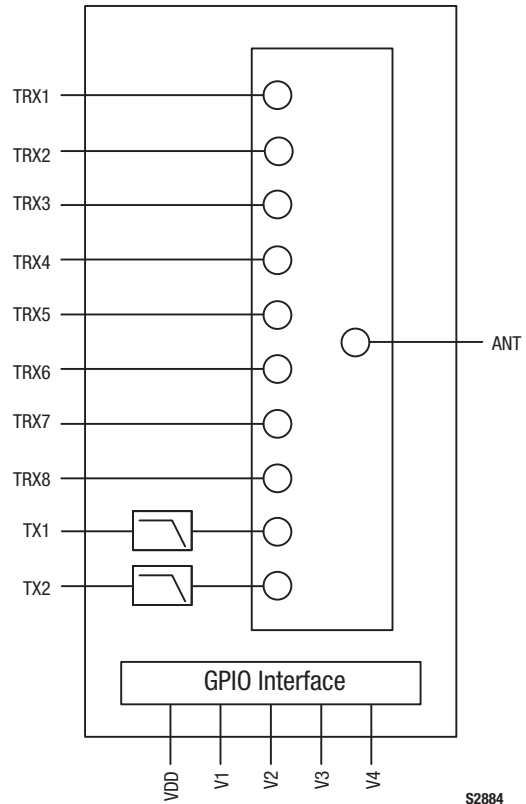 TRX1
TRX2
TRX3
TRX4
TRX5
ANT
TRX6
TRX7
TRX8
TX1
TX2
GPIO Interface
VDD
V1
V2
V3
V4
S2884